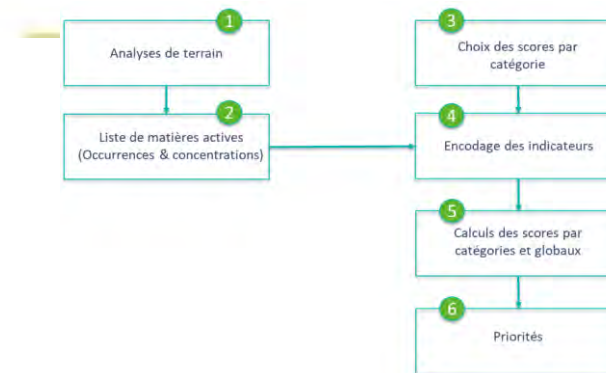 1
Analyses de terrain
2
Liste de matières actives
(Occurrences & concentrations)
3
Choix des scores par
catégorie
4
Encodage des indicateurs
5
Calculs des scores par
catégories et globaux
6
Priorités